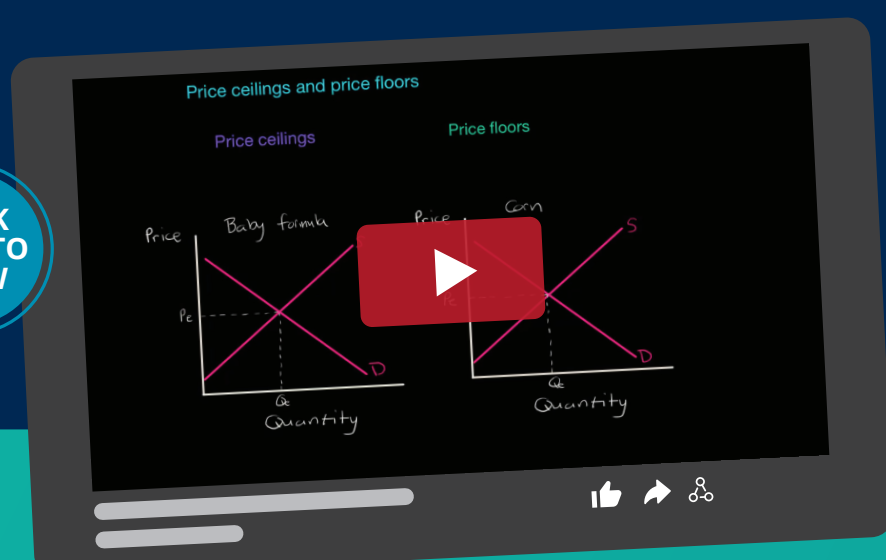 Price ceilings and price floors
Price ceilings
Price floors
Price
Baby formula
Price
Corn
S
Pe
D
Qe
Quantity
D
Qe
Quantity